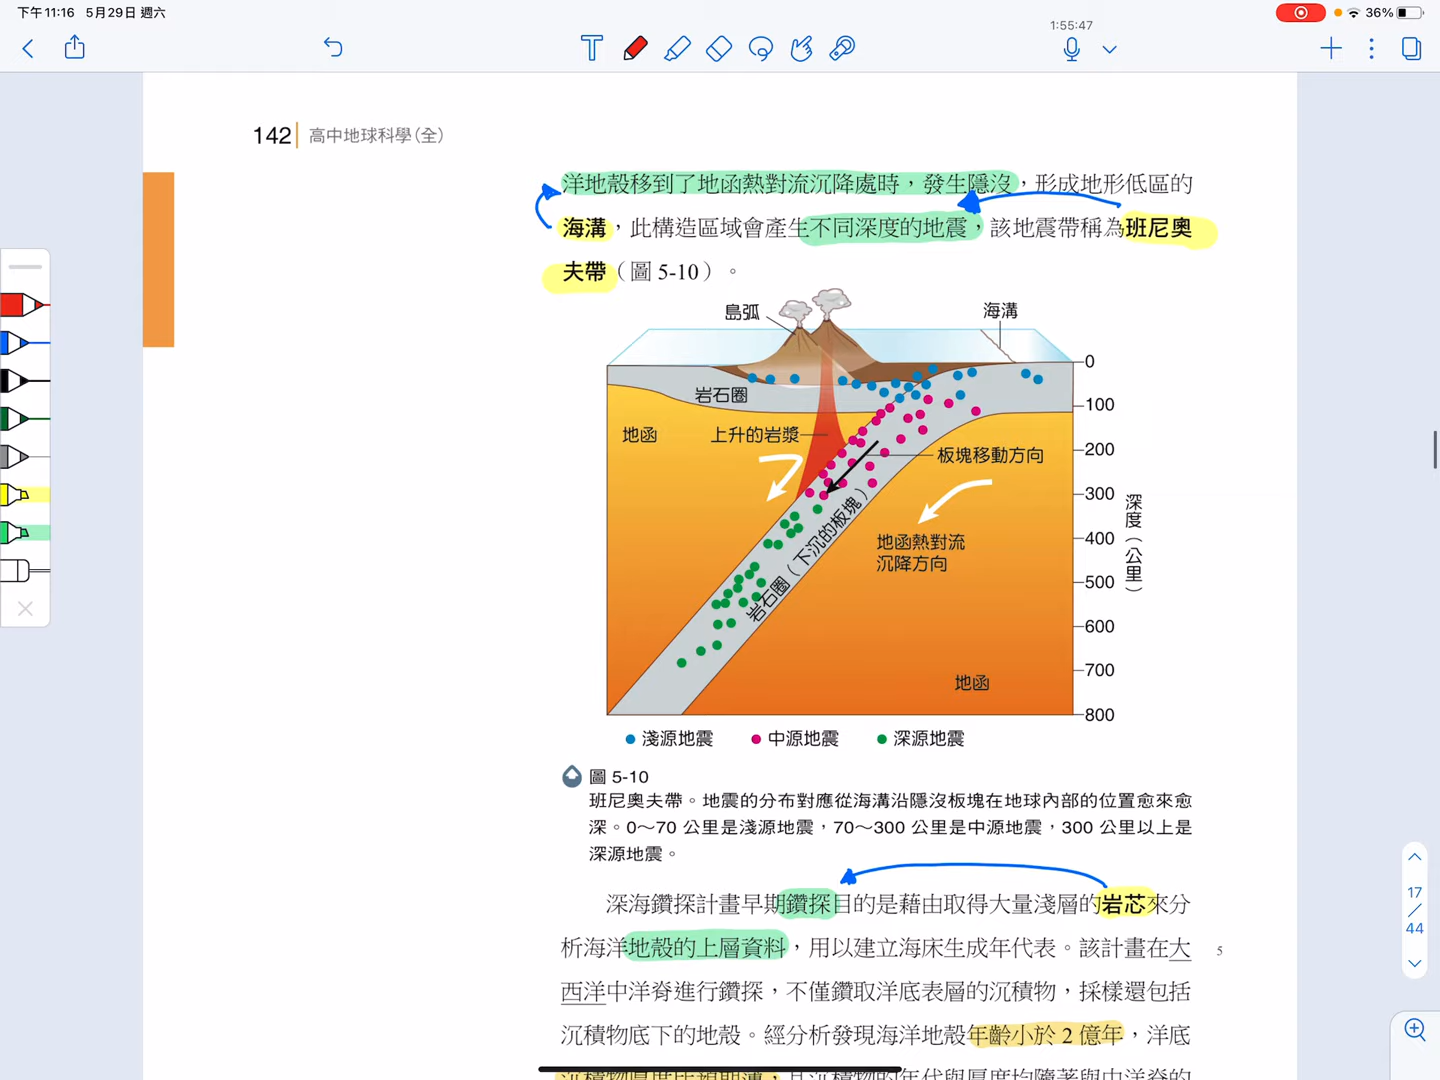 下午11:16 5月29日 週六
36%
1:55:47
142 高中地球科學(全)
洋地殼移到了地函熱對流沉降處時，發生隱沒，形成地形低區的
海溝，此構造區域會產生不同深度的地震，該地震帶稱為班尼奧
夫帶（圖 5-10）。
島弧
海溝
0
岩石圈
100
地函
上升的岩漿
200
板塊移動方向
300
岩石圈（下沉的板塊）
深度（公里）
400
地函熱對流
沉降方向
500
600
700
地函
800
淺源地震 中源地震 深源地震
圖 5-10
班尼奧夫帶。地震的分布對應從海溝沿隱沒板塊在地球內部的位置愈來愈
深。0～70 公里是淺源地震，70～300 公里是中源地震，300 公里以上是
深源地震。
深海鑽探計畫早期鑽探目的是藉由取得大量淺層的岩芯來分
析海洋地殼的上層資料，用以建立海床生成年代表。該計畫在大
5
西洋中洋脊進行鑽探，不僅鑽取洋底表層的沉積物，採樣還包括
沉積物底下的地殼。經分析發現海洋地殼年齡小於 2 億年，洋底
17
/
44